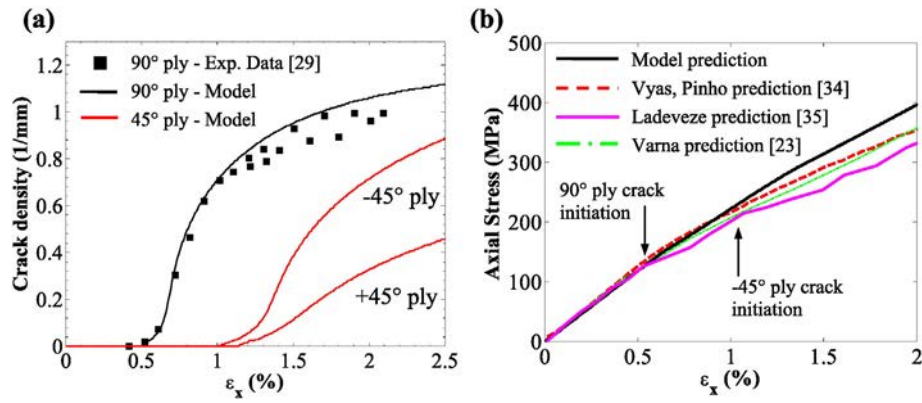 (a)
1.2
1
0.8
0.6
0.4
0.2
0
Crack density (1/mm)
90° ply - Exp. Data [29]
90° ply - Model
45° ply - Model
-45° ply
+45° ply
0 0.5 1.0 1.5 2.0 2.5
εx (%)
(b)
500
400
300
200
100
0
Axial Stress (MPa)
Model prediction
Vyas, Pinho prediction [34]
Ladeveze prediction [35]
Varna prediction [23]
90° ply crack
initiation
-45° ply crack
initiation
0 0.5 1 1.5 2
εx (%)